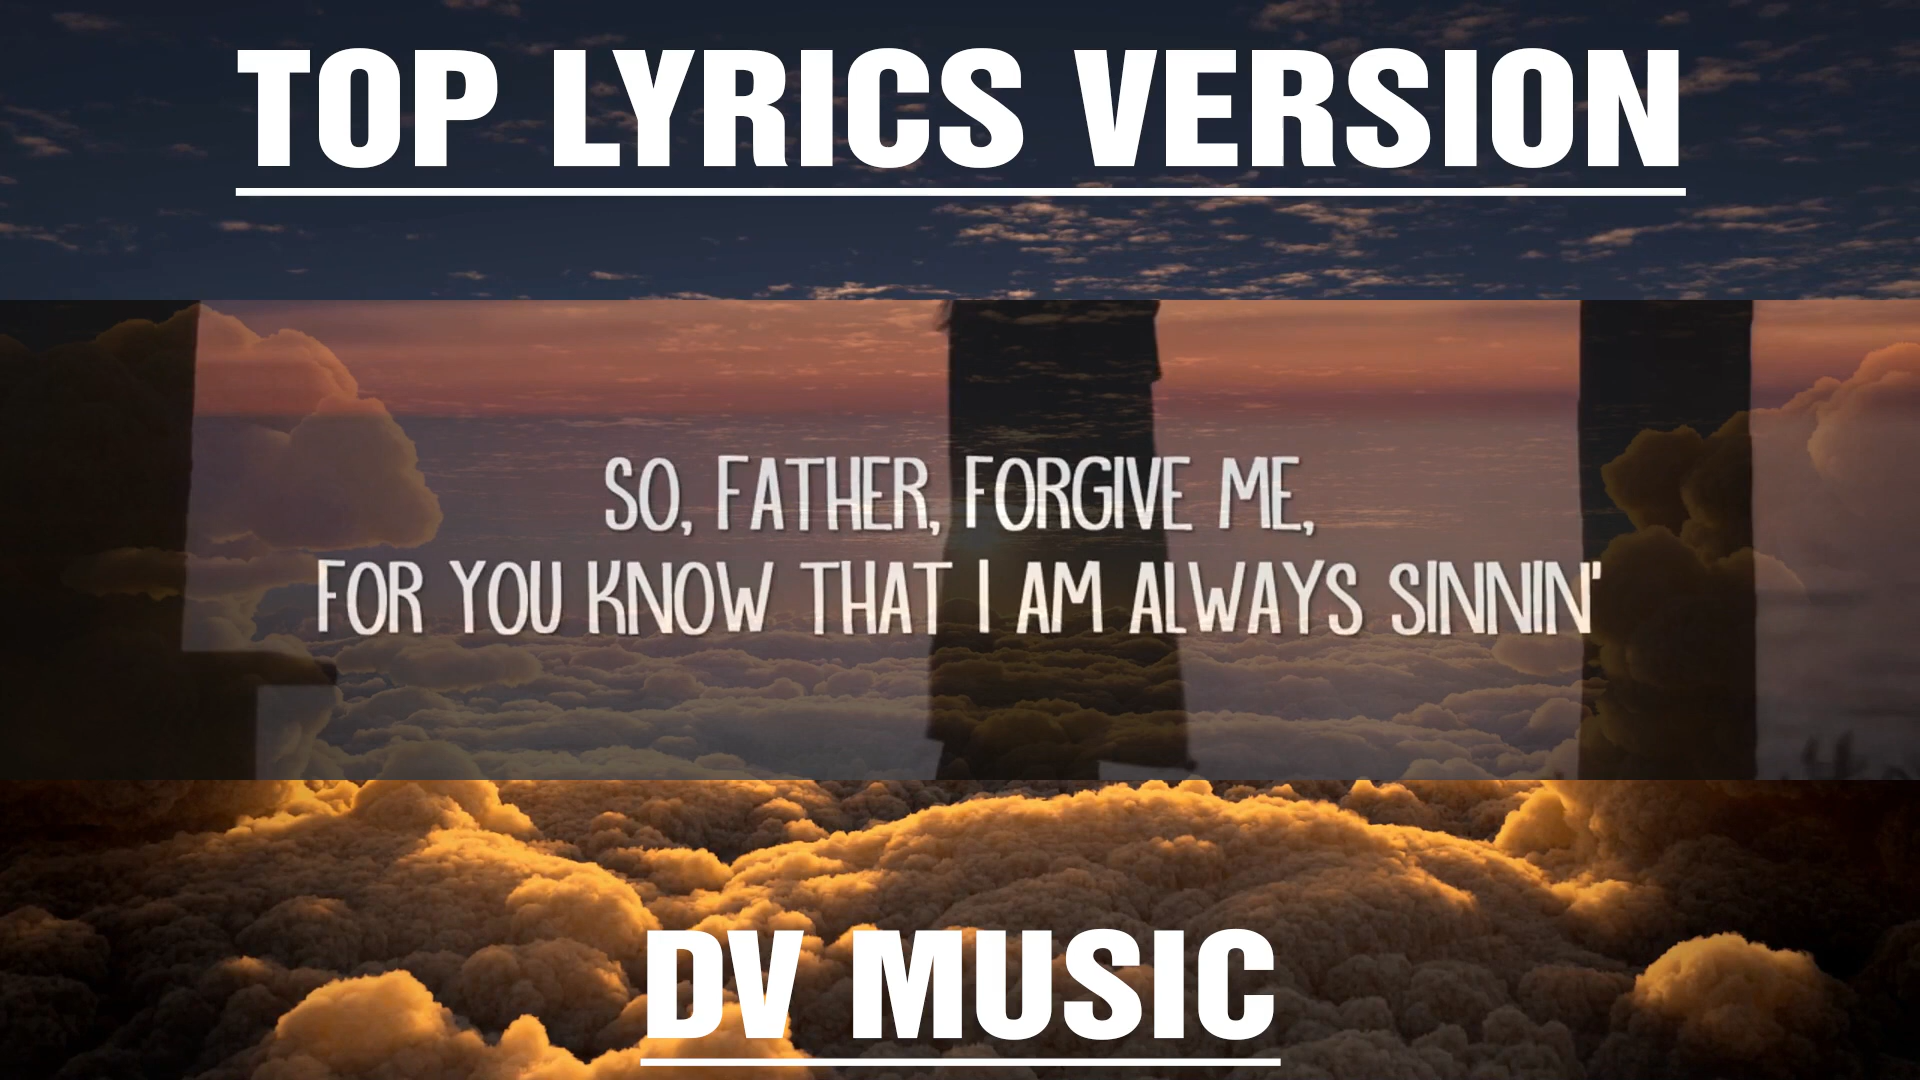 TOP LYRICS VERSION
SO, FATHER, FORGIVE ME,
FOR YOU KNOW THAT I AM ALWAYS SINNIN'
DV MUSIC